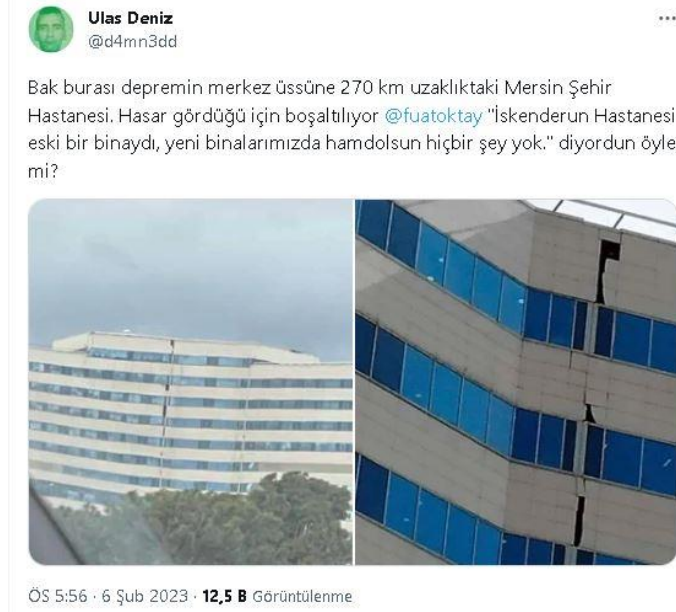 Ulas Deniz
@d4mn3dd
Bak burası depremin merkez üssüne 270 km uzaklıktaki Mersin Şehir
Hastanesi. Hasar gördüğü için boşaltılıyor @fuatoktay "İskenderun Hastanesi
eski bir binaydı, yeni binalarımızda hamdolsun hiçbir şey yok." diyordun öyle
mi?
ÖS 5:56 · 6 Şub 2023 · 12,5 B Görüntülenme